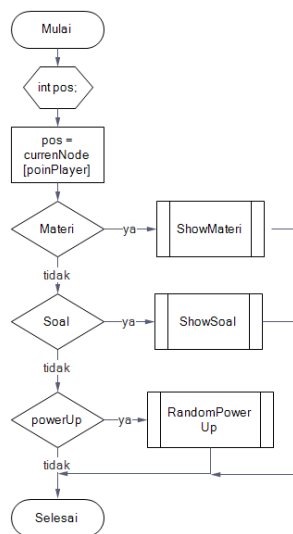 Mulai
int pos;
pos =
currenNode
[poinPlayer]
Materi
ya
ShowMateri
tidak
Soal
ya
ShowSoal
tidak
powerUp
ya
RandomPower
Up
tidak
Selesai